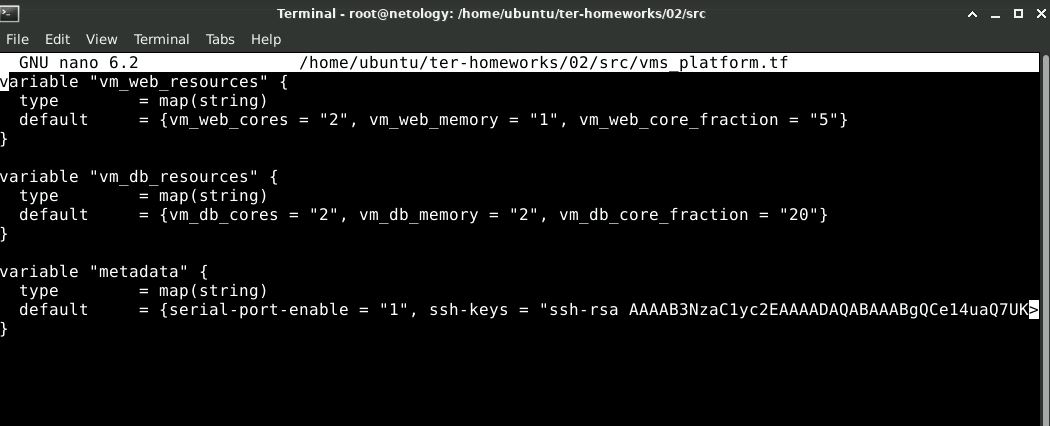 Terminal - root@netology: /home/ubuntu/ter-homeworks/02/src
File Edit View Terminal Tabs Help
GNU nano 6.2 /home/ubuntu/ter-homeworks/02/src/vms_platform.tf
variable "vm_web_resources" {
  type        = map(string)
  default     = {vm_web_cores = "2", vm_web_memory = "1", vm_web_core_fraction = "5"}
}
variable "vm_db_resources" {
  type        = map(string)
  default     = {vm_db_cores = "2", vm_db_memory = "2", vm_db_core_fraction = "20"}
}
variable "metadata" {
  type        = map(string)
  default     = {serial-port-enable = "1", ssh-keys = "ssh-rsa AAAAB3NzaC1yc2EAAAADAQABAAABgQCe14uaQ7UK>
}